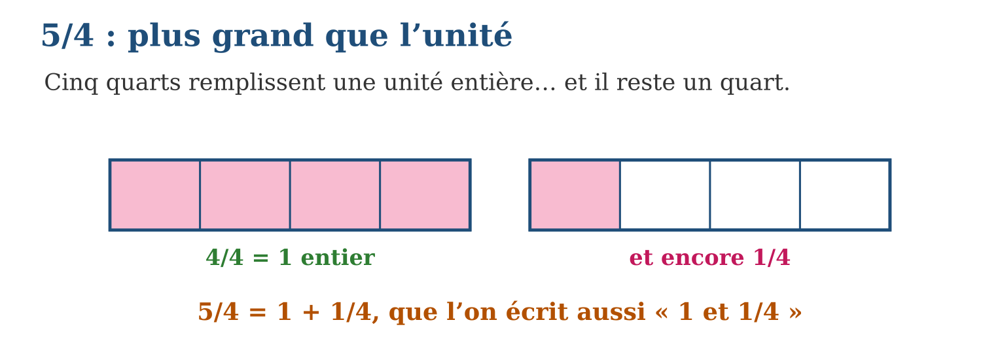 5/4 : plus grand que l’unité
Cinq quarts remplissent une unité entière… et il reste un quart.
4/4 = 1 entier
et encore 1/4
5/4 = 1 + 1/4, que l’on écrit aussi « 1 et 1/4 »